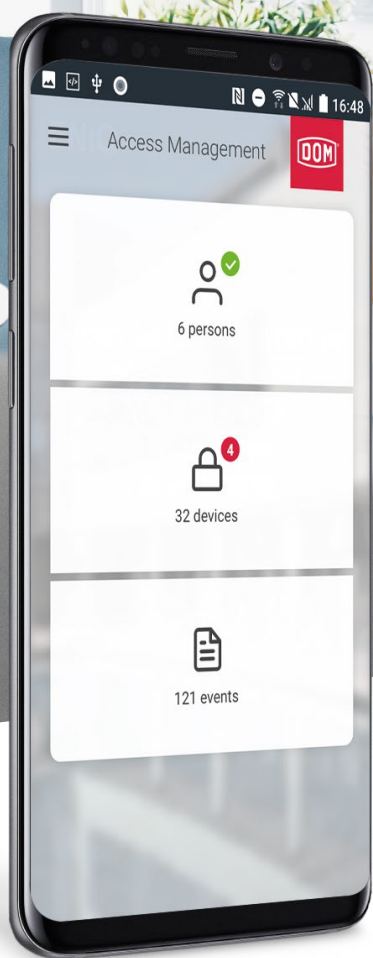 16:48
Access Management
DOM
6 persons
4
32 devices
121 events